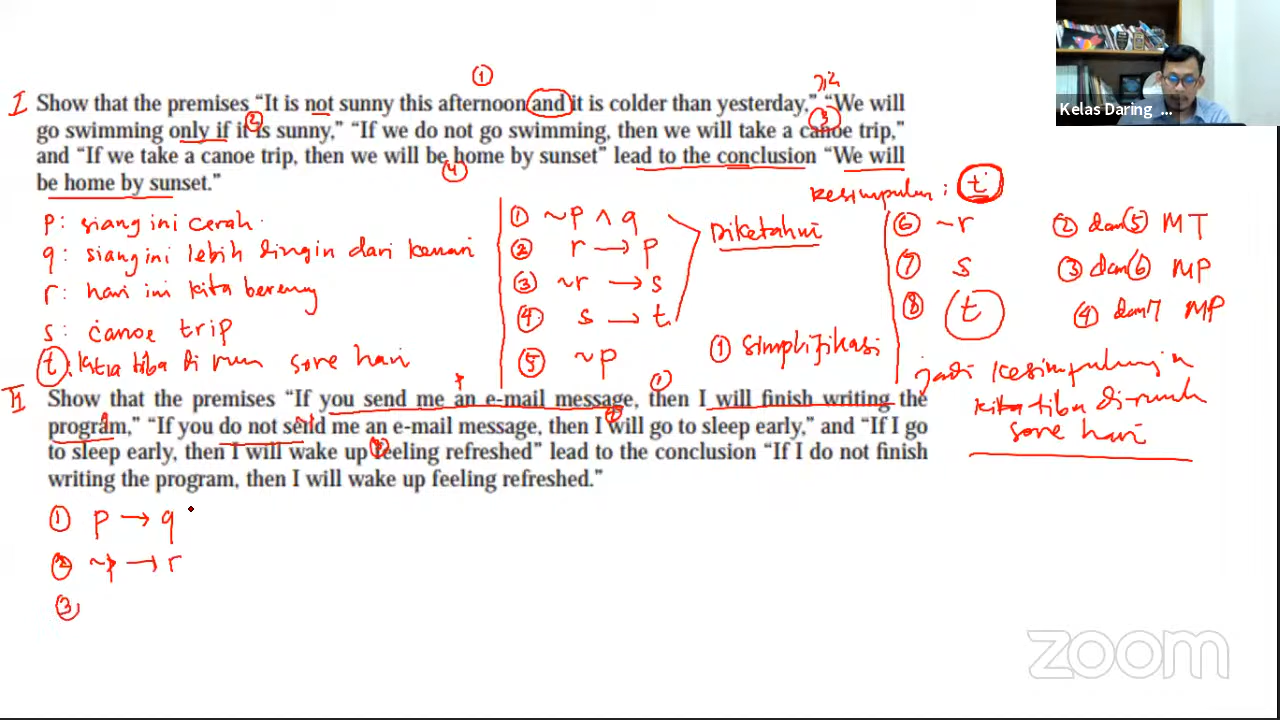 ①
I Show that the premises “It is not sunny this afternoon and it is colder than yesterday,” “We will
②
③
go swimming only if it is sunny,” “If we do not go swimming, then we will take a canoe trip,”
and “If we take a canoe trip, then we will be home by sunset” lead to the conclusion “We will
④
be home by sunset.”
kesimpulan : t
p: siang ini cerah.
q: siang ini lebih dingin dari kemari
r: hari ini kita berenang
s: canoe trip
t: kita tiba di rumah sore hari
① ~p ∧ q
② r → p
③ ~r → s
④ s → t
Diketahui
⑤ ~p ① Simplifikasi
⑥ ~r ② dan ⑤ MT
⑦ s ③ dan ⑥ MP
⑧ t ④ dan 7 MP
jadi kesimpulannya
kita tiba di rumah
sore hari
II Show that the premises “If you send me an e-mail message, then I will finish writing the
p ①
program,” “If you do not send me an e-mail message, then I will go to sleep early,” and “If I go
q ②
to sleep early, then I will wake up feeling refreshed” lead to the conclusion “If I do not finish
writing the program, then I will wake up feeling refreshed.”
① p → q
② ~p → r
③
Kelas Daring ...
zoom